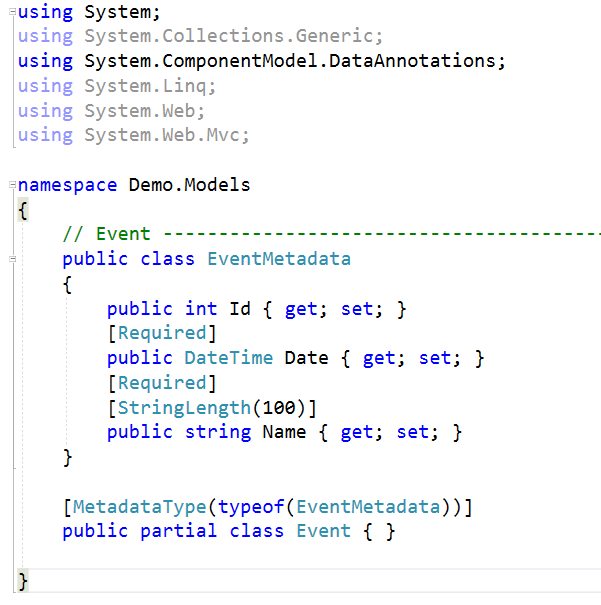 using System;
using System.Collections.Generic;
using System.ComponentModel.DataAnnotations;
using System.Linq;
using System.Web;
using System.Web.Mvc;

namespace Demo.Models
{
    // Event ----------------------------------------
    public class EventMetadata
    {
        public int Id { get; set; }
        [Required]
        public DateTime Date { get; set; }
        [Required]
        [StringLength(100)]
        public string Name { get; set; }
    }

    [MetadataType(typeof(EventMetadata))]
    public partial class Event { }

}